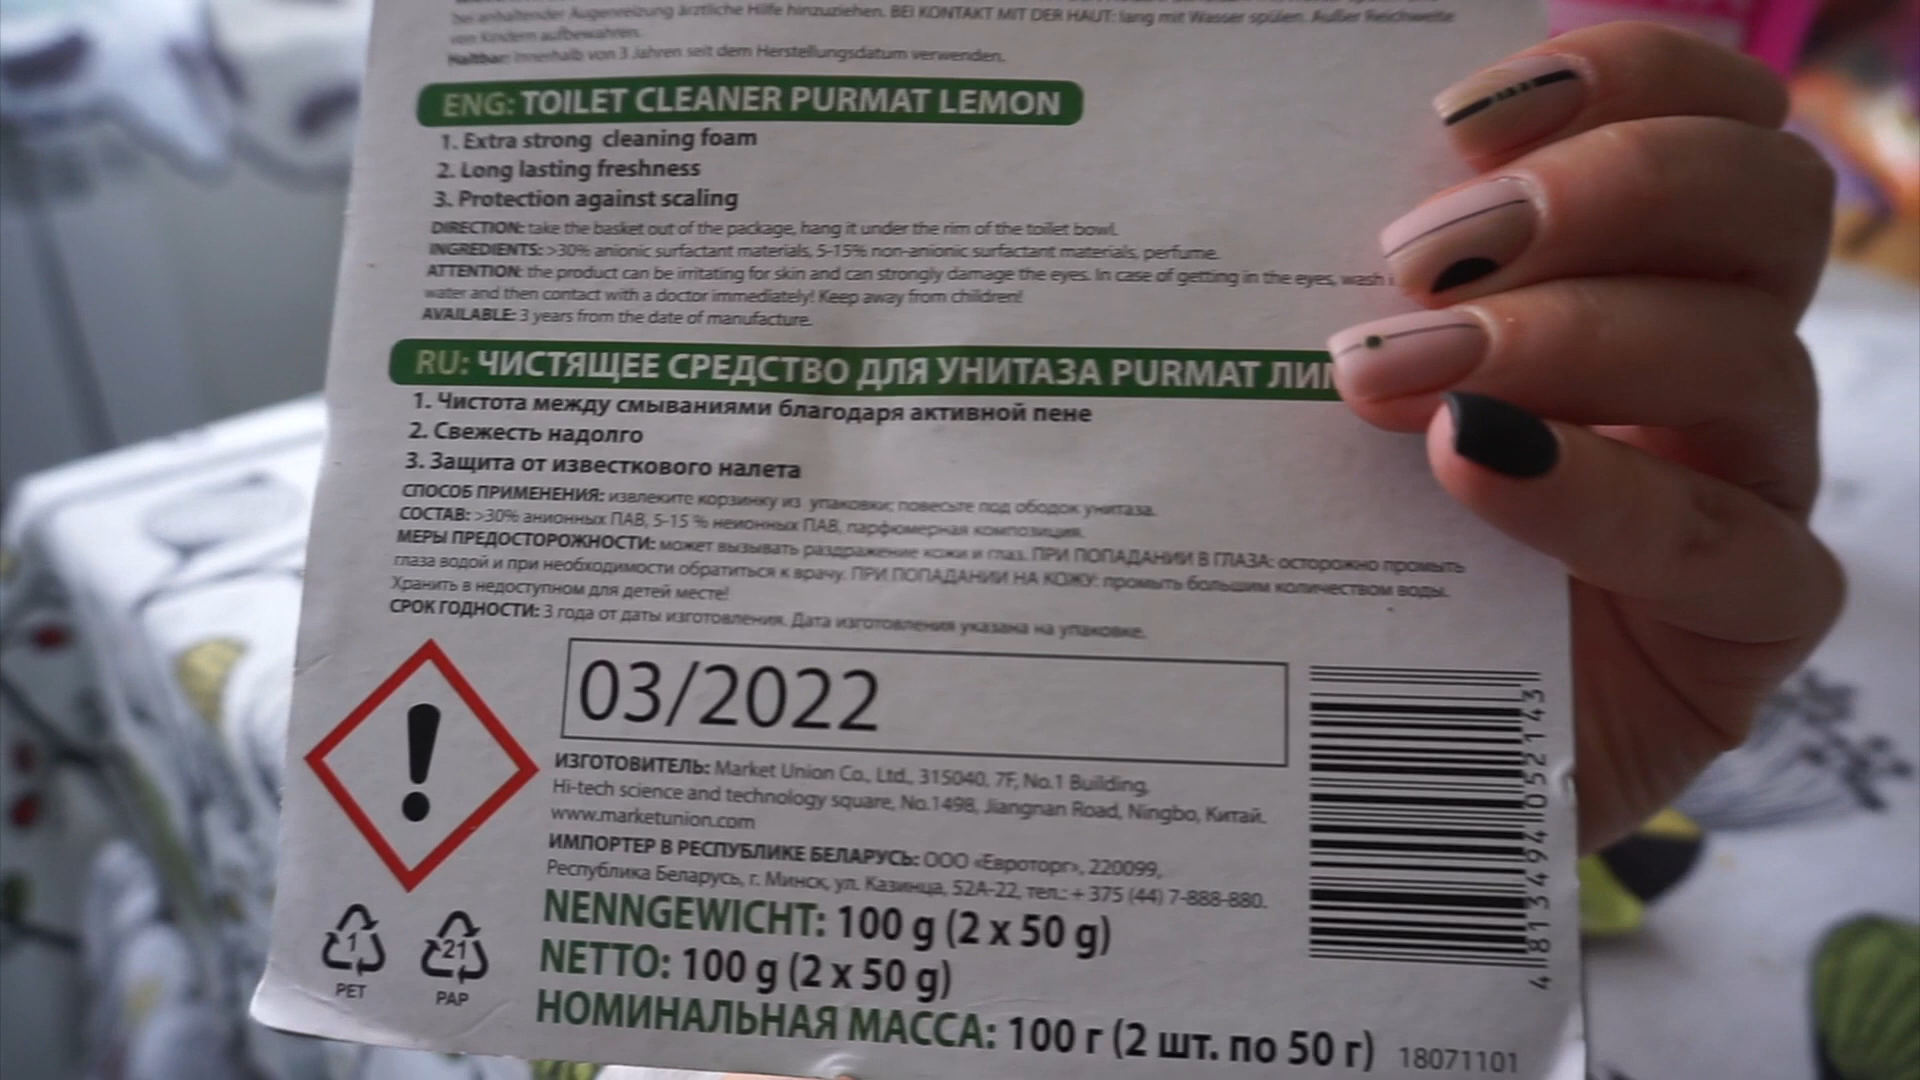 bei anhaltender Augenreizung ärztliche Hilfe hinzuziehen. BEI KONTAKT MIT DER HAUT: lang mit Wasser spülen. Außer Reichweite
von Kindern aufbewahren.
Haltbar: Innerhalb von 3 Jahren seit dem Herstellungsdatum verwenden.
ENG: TOILET CLEANER PURMAT LEMON
1. Extra strong cleaning foam
2. Long lasting freshness
3. Protection against scaling
DIRECTION: take the basket out of the package, hang it under the rim of the toilet bowl.
INGREDIENTS: >30% anionic surfactant materials, 5-15% non-anionic surfactant materials, perfume.
ATTENTION: the product can be irritating for skin and can strongly damage the eyes. In case of getting in the eyes, wash
water and then contact with a doctor immediately! Keep away from children!
AVAILABLE: 3 years from the date of manufacture.
RU: ЧИСТЯЩЕЕ СРЕДСТВО ДЛЯ УНИТАЗА PURMAT ЛИ
1. Чистота между смываниями благодаря активной пене
2. Свежесть надолго
3. Защита от известкового налета
СПОСОБ ПРИМЕНЕНИЯ: извлеките корзинку из упаковки; повесьте под ободок унитаза.
СОСТАВ: >30% анионных ПАВ, 5-15 % неионных ПАВ, парфюмерная композиция.
МЕРЫ ПРЕДОСТОРОЖНОСТИ: может вызывать раздражение кожи и глаз. ПРИ ПОПАДАНИИ В ГЛАЗА: осторожно промыть
глаза водой и при необходимости обратиться к врачу. ПРИ ПОПАДАНИИ НА КОЖУ: промыть большим количеством воды.
Хранить в недоступном для детей месте!
СРОК ГОДНОСТИ: 3 года от даты изготовления. Дата изготовления указана на упаковке.
03/2022
ИЗГОТОВИТЕЛЬ: Market Union Co., Ltd., 315040. 7F, No.1 Building,
Hi-tech science and technology square, No.1498, Jiangnan Road, Ningbo, Китай.
www.marketunion.com
ИМПОРТЕР В РЕСПУБЛИКЕ БЕЛАРУСЬ: ООО «Евроторг», 220099,
Республика Беларусь, г. Минск, ул. Казинца, 52А-22, тел.: + 375 (44) 7-888-880.
NENNGEWICHT: 100 g (2 x 50 g)
NETTO: 100 g (2 x 50 g)
НОМИНАЛЬНАЯ МАССА: 100 г (2 шт. по 50 г)
18071101
1
PET
21
PAP
4813494052143